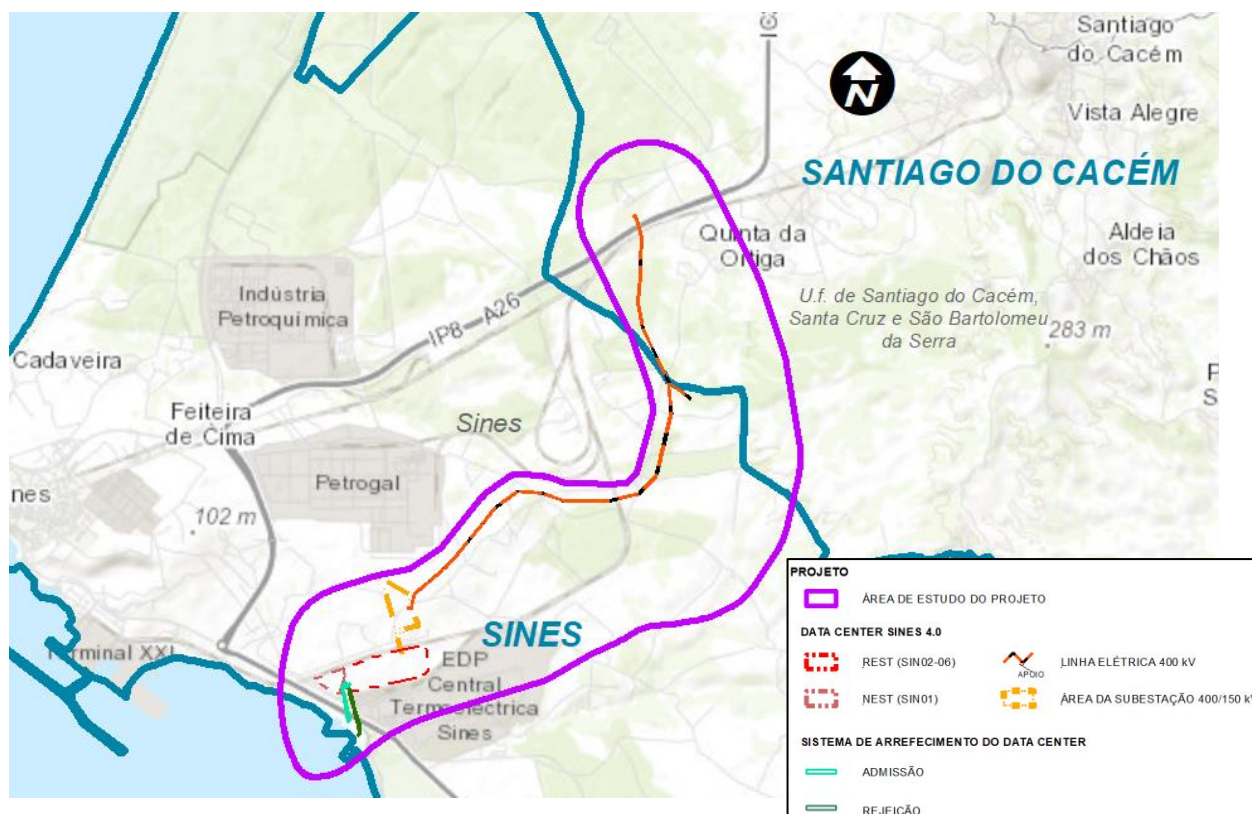 Santiago
do Cacém
IC3
Vista Alegre
N
SANTIAGO DO CACÉM
Quinta da
Ortiga
Aldeia
dos Chãos
Indústria
Petroquímica
U.f. de Santiago do Cacém,
Santa Cruz e São Bartolomeu
da Serra
283 m
IP8—A26
Cadaveira
P
S
Feiteira
de Cima
Sines
Petrogal
nes
102 m
SINES
Terminal XXI
EDP
Central
Termoeléctrica
Sines
PROJETO
ÁREA DE ESTUDO DO PROJETO
DATA CENTER SINES 4.0
REST (SIN02-06)
LINHA ELÉTRICA 400 kV
APOIO
NEST (SIN01)
ÁREA DA SUBESTAÇÃO 400/150 kV
SISTEMA DE ARREFECIMENTO DO DATA CENTER
ADMISSÃO
REJEIÇÃO